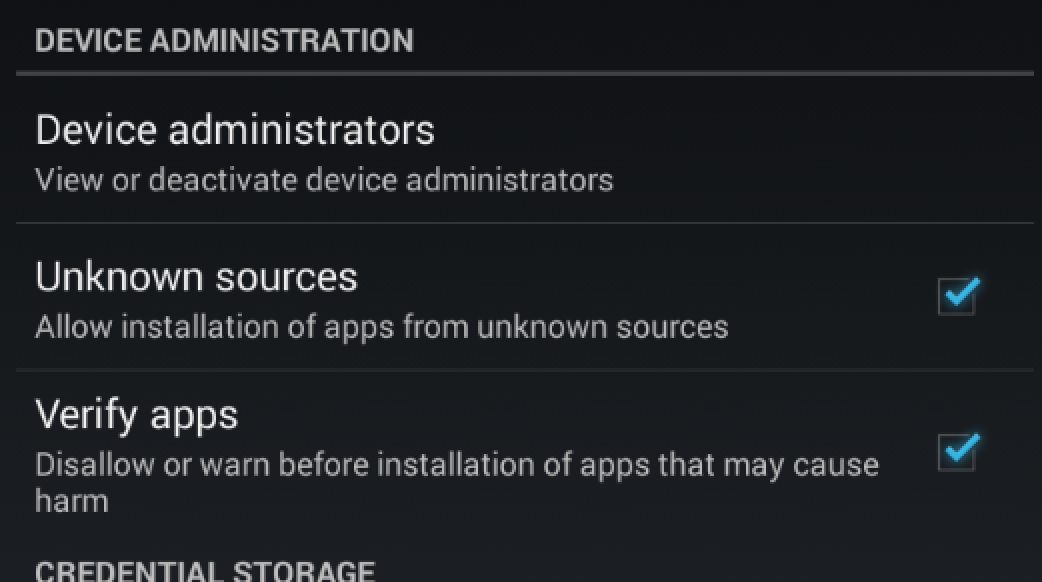 DEVICE ADMINISTRATION
Device administrators
View or deactivate device administrators
Unknown sources
Allow installation of apps from unknown sources
Verify apps
Disallow or warn before installation of apps that may cause
harm
CREDENTIAL STORAGE